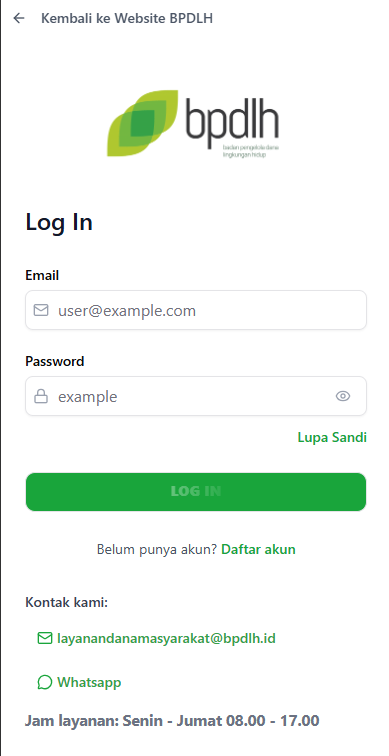 Kembali ke Website BPDLH
bpdlh
badan pengelola dana
lingkungan hidup
Log In
Email
user@example.com
Password
example
Lupa Sandi
LOG IN
Belum punya akun? Daftar akun
Kontak kami:
layanandanamasyarakat@bpdlh.id
Whatsapp
Jam layanan: Senin - Jumat 08.00 - 17.00